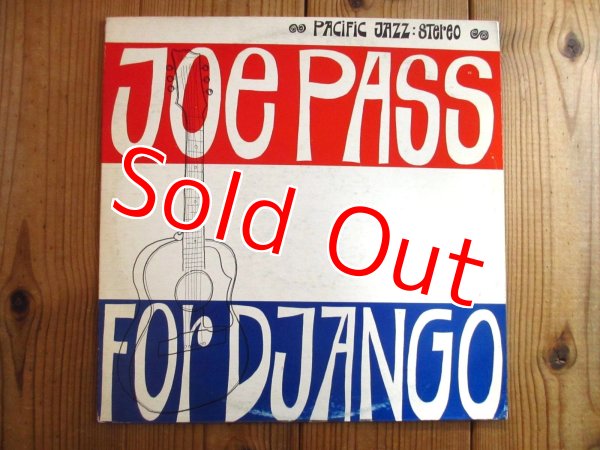 PACIFIC JAZZ : STEREO
JOE PASS
Sold Out
FOR DJANGO